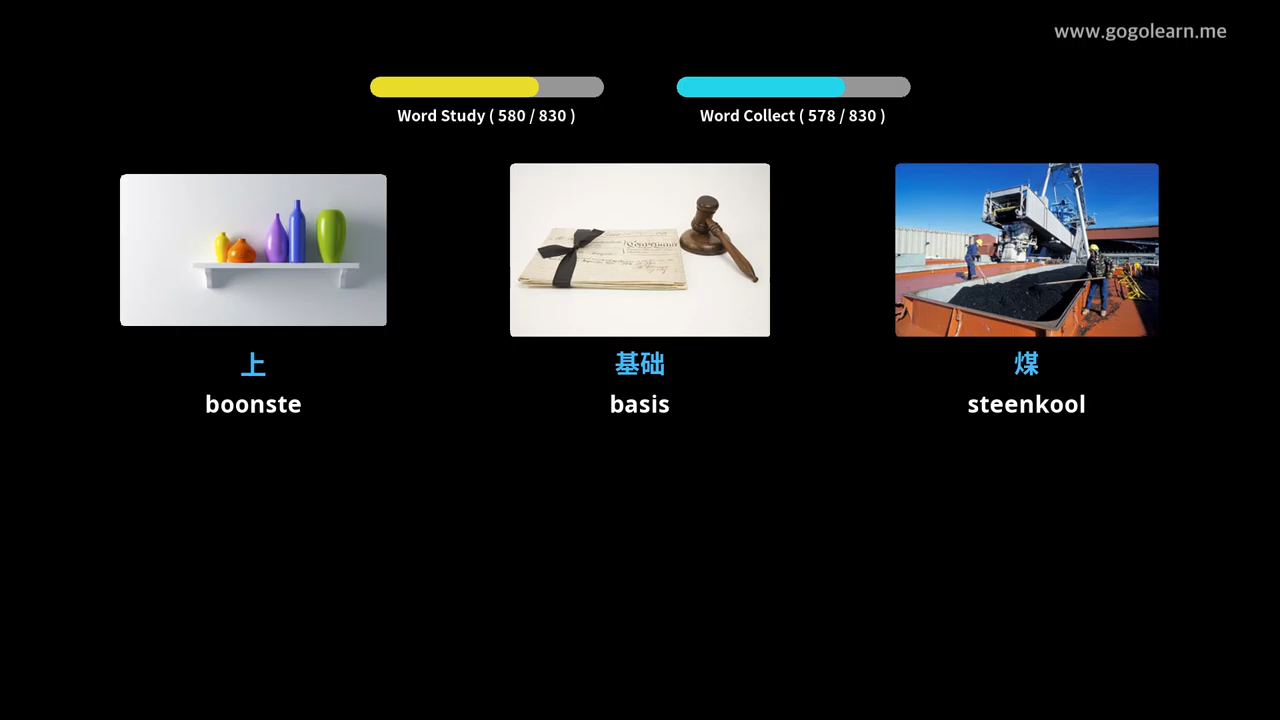 www.gogolearn.me
Word Study ( 580 / 830 )
Word Collect ( 578 / 830 )
上
基础
煤
boonste
basis
steenkool